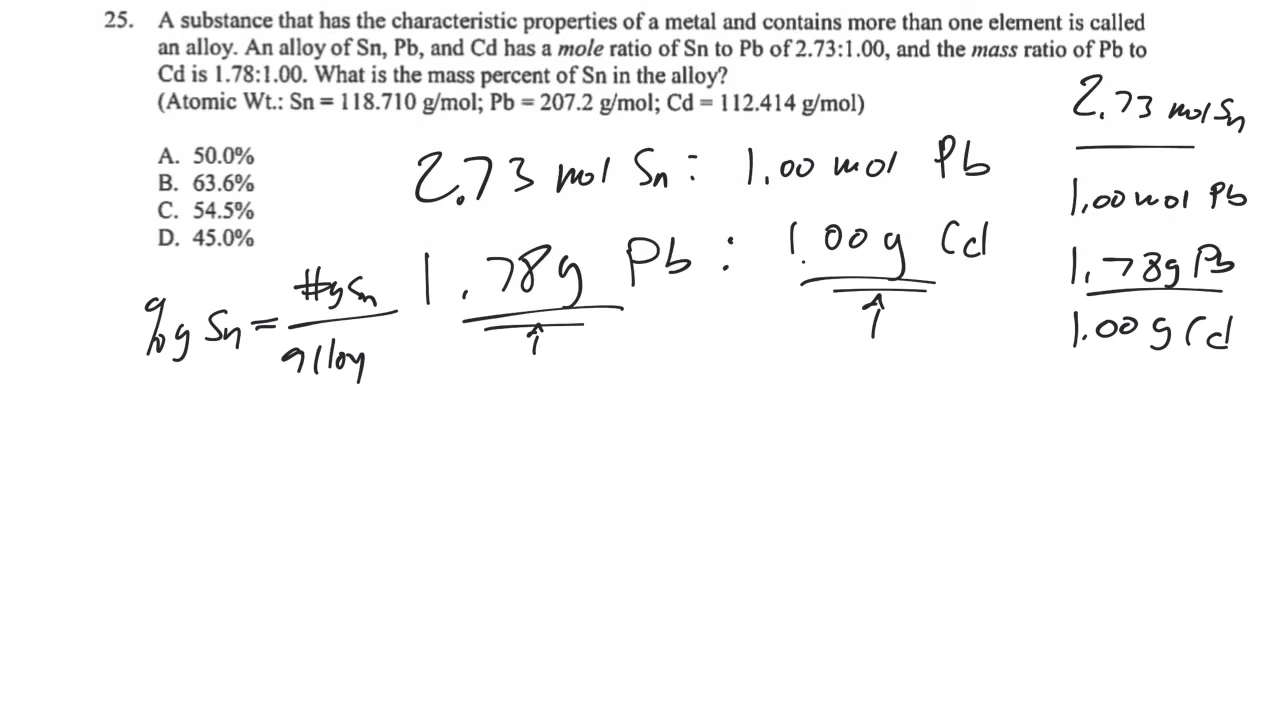 25. A substance that has the characteristic properties of a metal and contains more than one element is called
an alloy. An alloy of Sn, Pb, and Cd has a mole ratio of Sn to Pb of 2.73:1.00, and the mass ratio of Pb to
Cd is 1.78:1.00. What is the mass percent of Sn in the alloy?
(Atomic Wt.: Sn = 118.710 g/mol; Pb = 207.2 g/mol; Cd = 112.414 g/mol)
A. 50.0%
B. 63.6%
C. 54.5%
D. 45.0%
2.73 mol Sn : 1.00 mol Pb
1.78g Pb : 1.00g Cd
% g Sn = #g Sn
alloy
2.73 mol Sn
1.00 mol Pb
1.78g Pb
1.00 g Cd